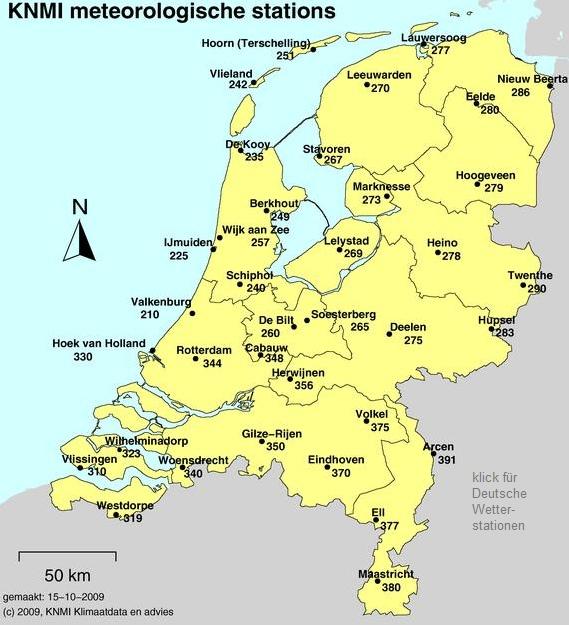 KNMI meteorologische stations
Lauwersoog
277
Hoorn (Terschelling)
251
Vlieland
242
Leeuwarden
270
Nieuw Beerta
286
Eelde
280
De Kooy
235
Stavoren
267
Hoogeveen
279
Marknesse
273
Berkhout
249
N
Wijk aan Zee
257
IJmuiden
225
Lelystad
269
Heino
278
Schiphol
240
Twenthe
290
Valkenburg
210
De Bilt
260
Soesterberg
265
Deelen
275
Hupsel
283
Hoek van Holland
330
Rotterdam
344
Cabauw
348
Herwijnen
356
Volkel
375
Gilze-Rijen
350
Arcen
391
Wilhelminadorp
323
Vlissingen
310
Woensdrecht
340
Eindhoven
370
klick für
Deutsche
Wetter-
stationen
Westdorpe
319
Ell
377
50 km
Maastricht
380
gemaakt: 15-10-2009
(c) 2009, KNMI Klimaatdata en advies